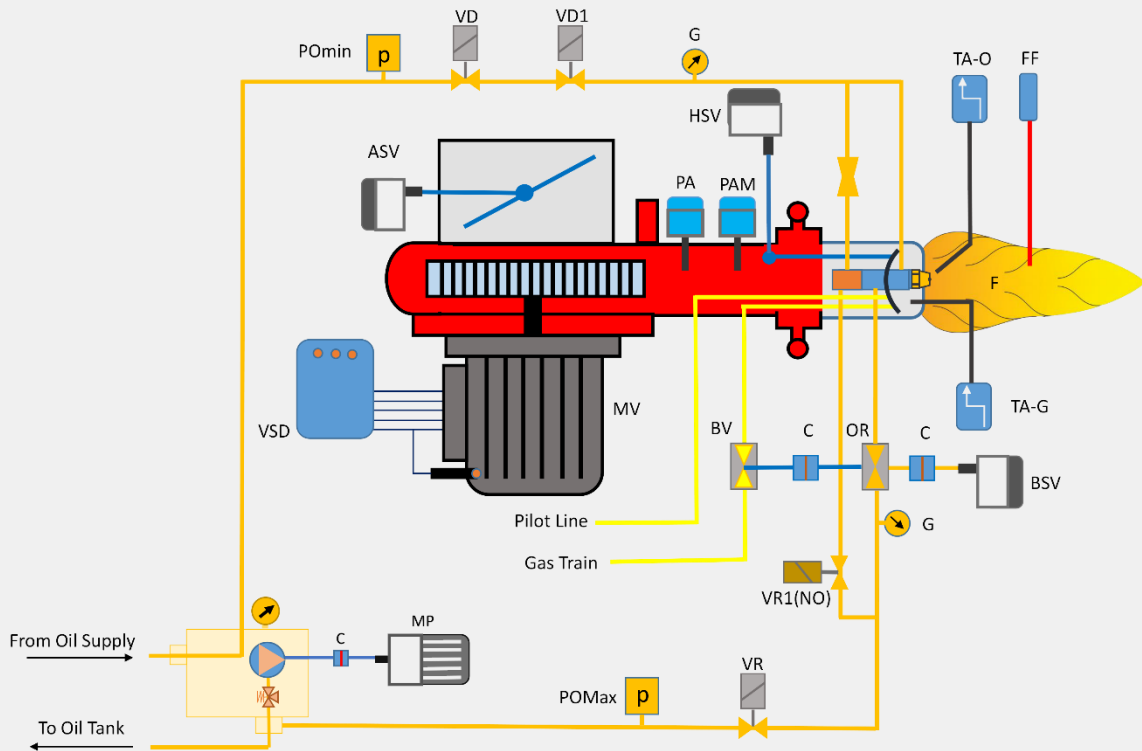 VD
VD1
G
POmin
p
TA-O
FF
HSV
ASV
PA
PAM
F
VSD
MV
BV
C
OR
C
TA-G
BSV
Pilot Line
G
Gas Train
VR1(NO)
From Oil Supply
C
MP
POMax
p
VR
To Oil Tank